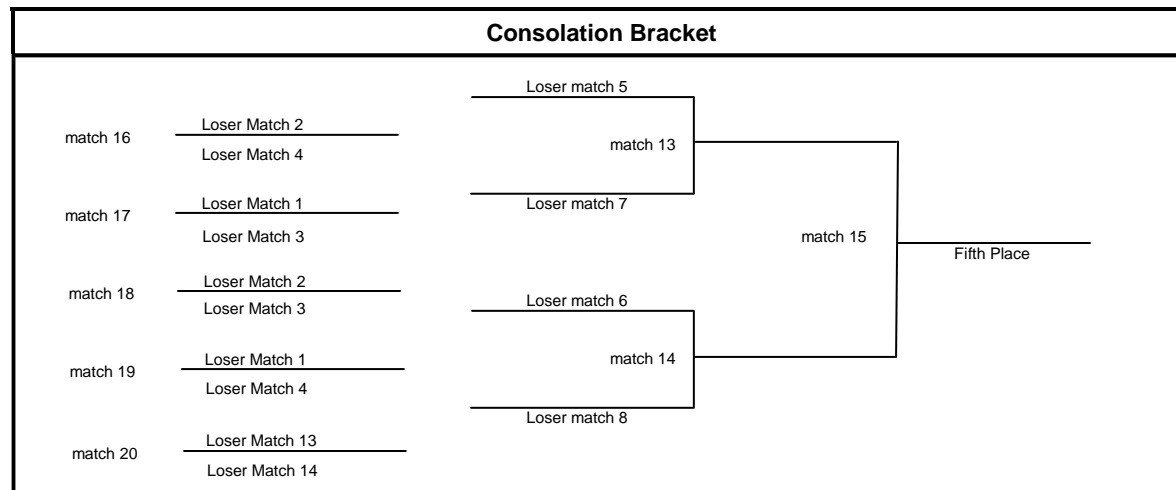 Consolation Bracket
match 16
Loser Match 2
Loser Match 4
match 17
Loser Match 1
Loser Match 3
match 18
Loser Match 2
Loser Match 3
match 19
Loser Match 1
Loser Match 4
match 20
Loser Match 13
Loser Match 14
Loser match 5
match 13
Loser match 7
Loser match 6
match 14
Loser match 8
match 15
Fifth Place